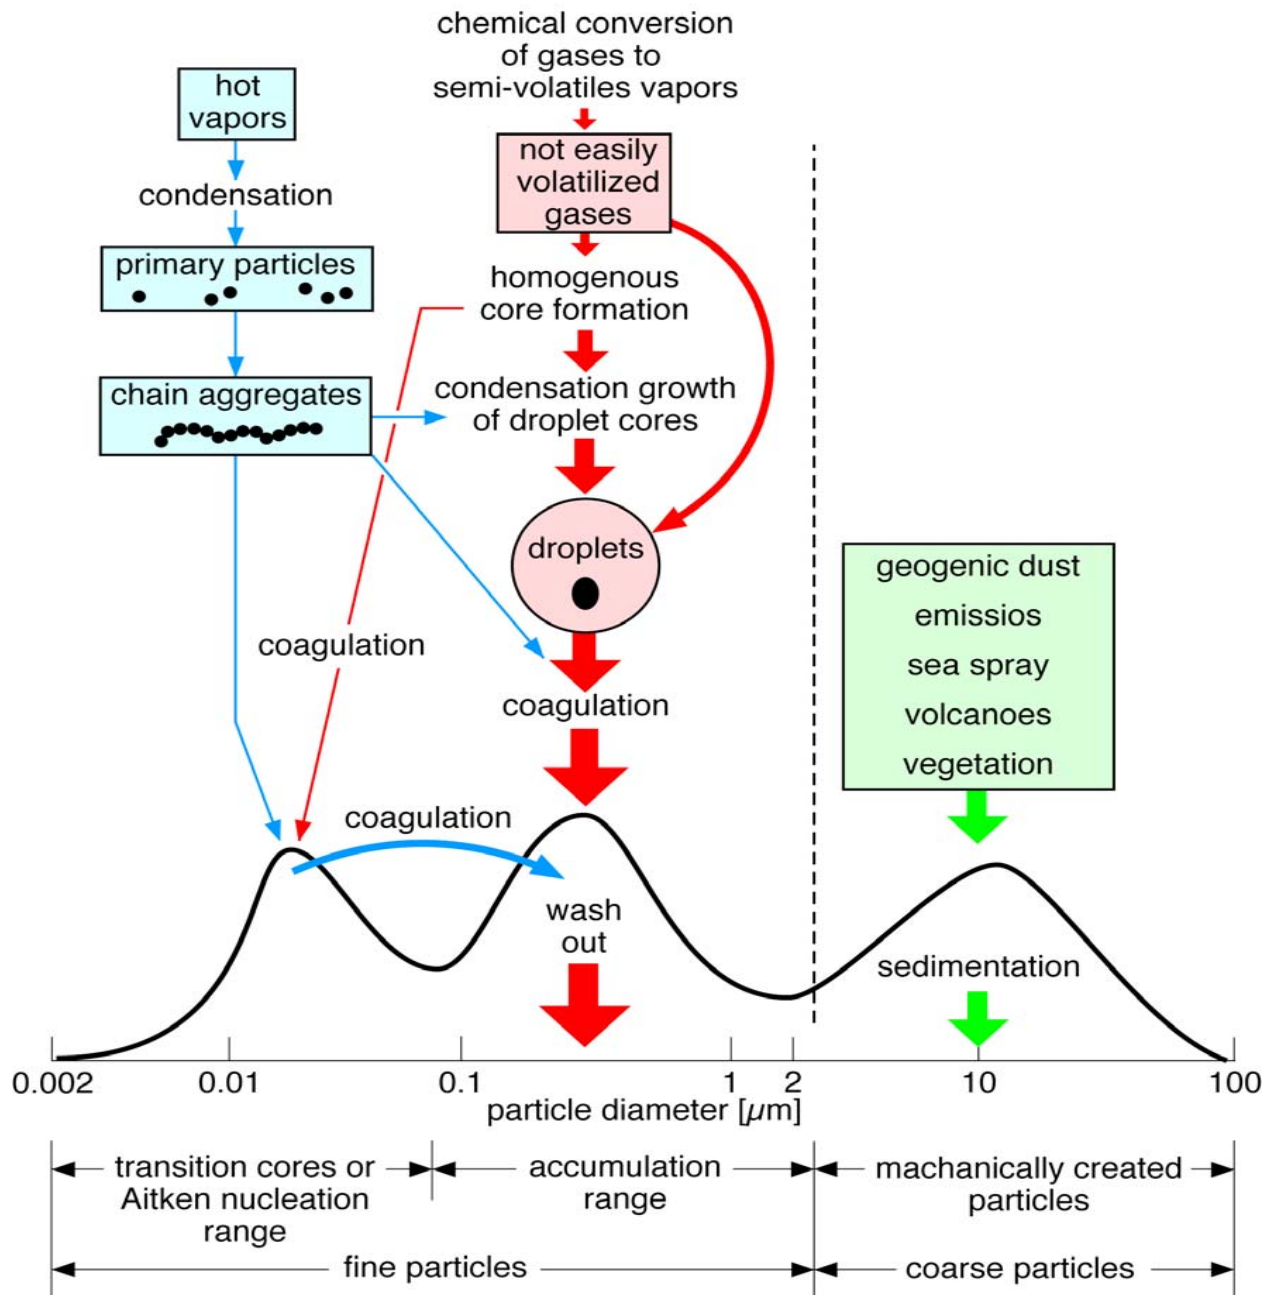 chemical conversion
of gases to
semi-volatiles vapors
hot
vapors
not easily
volatilized
gases
condensation
primary particles
homogenous
core formation
chain aggregates
condensation growth
of droplet cores
droplets
geogenic dust
emissios
sea spray
volcanoes
vegetation
coagulation
coagulation
coagulation
wash
out
sedimentation
0.002
0.01
0.1
1
2
10
100
particle diameter [µm]
transition cores or
Aitken nucleation
range
accumulation
range
machanically created
particles
fine particles
coarse particles